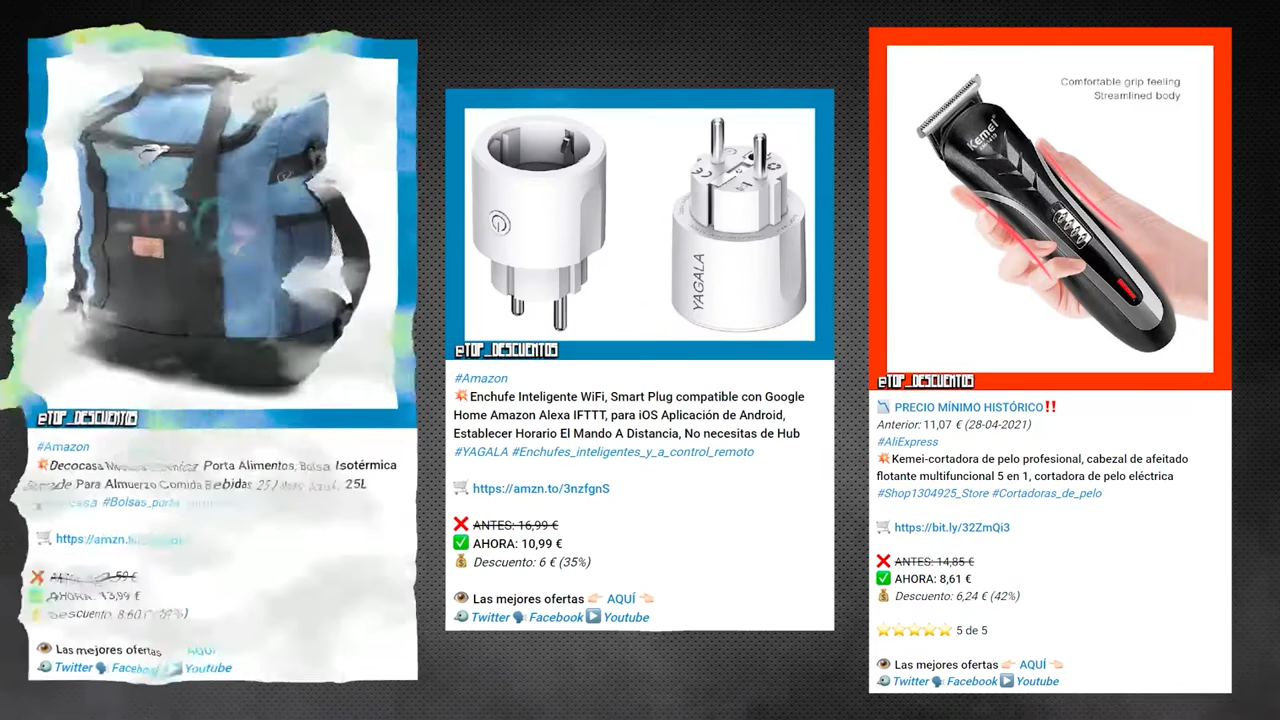 @TOP_DESCUENTOS
#Amazon
Decocasa Porta Alimentos, Bolsa Isotérmica
Para Almuerzo Comida Bebidas 25 Azul, 25L
#Bolsas_porta
https://amzn.
59€
AHORA: 13,99 €
Descuento: 8,60
Las mejores ofertas AQUÍ
Twitter Facebook Youtube
YAGALA
@TOP_DESCUENTOS
#Amazon
Enchufe Inteligente WiFi, Smart Plug compatible con Google
Home Amazon Alexa IFTTT, para iOS Aplicación de Android,
Establecer Horario El Mando A Distancia, No necesitas de Hub
#YAGALA #Enchufes_inteligentes_y_a_control_remoto
https://amzn.to/3nzfgnS
ANTES: 16,99 €
AHORA: 10,99 €
Descuento: 6 € (35%)
Las mejores ofertas AQUÍ
Twitter Facebook Youtube
Comfortable grip feeling
Streamlined body
Kemei
@TOP_DESCUENTOS
PRECIO MÍNIMO HISTÓRICO!!
Anterior: 11,07 € (28-04-2021)
#AliExpress
Kemei-cortadora de pelo profesional, cabezal de afeitado
flotante multifuncional 5 en 1, cortadora de pelo eléctrica
#Shop1304925_Store #Cortadoras_de_pelo
https://bit.ly/32ZmQi3
ANTES: 14,85 €
AHORA: 8,61 €
Descuento: 6,24 € (42%)
5 de 5
Las mejores ofertas AQUÍ
Twitter Facebook Youtube